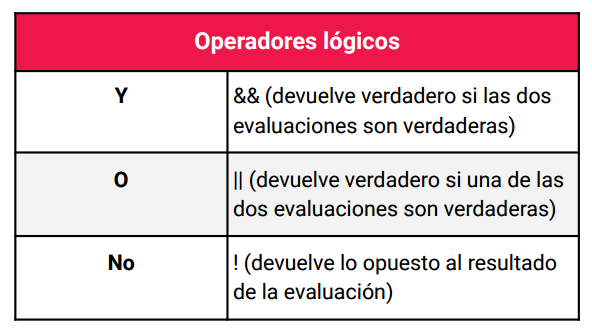 Operadores lógicos
Y
&& (devuelve verdadero si las dos
evaluaciones son verdaderas)
O
|| (devuelve verdadero si una de las
dos evaluaciones son verdaderas)
No
! (devuelve lo opuesto al resultado
de la evaluación)